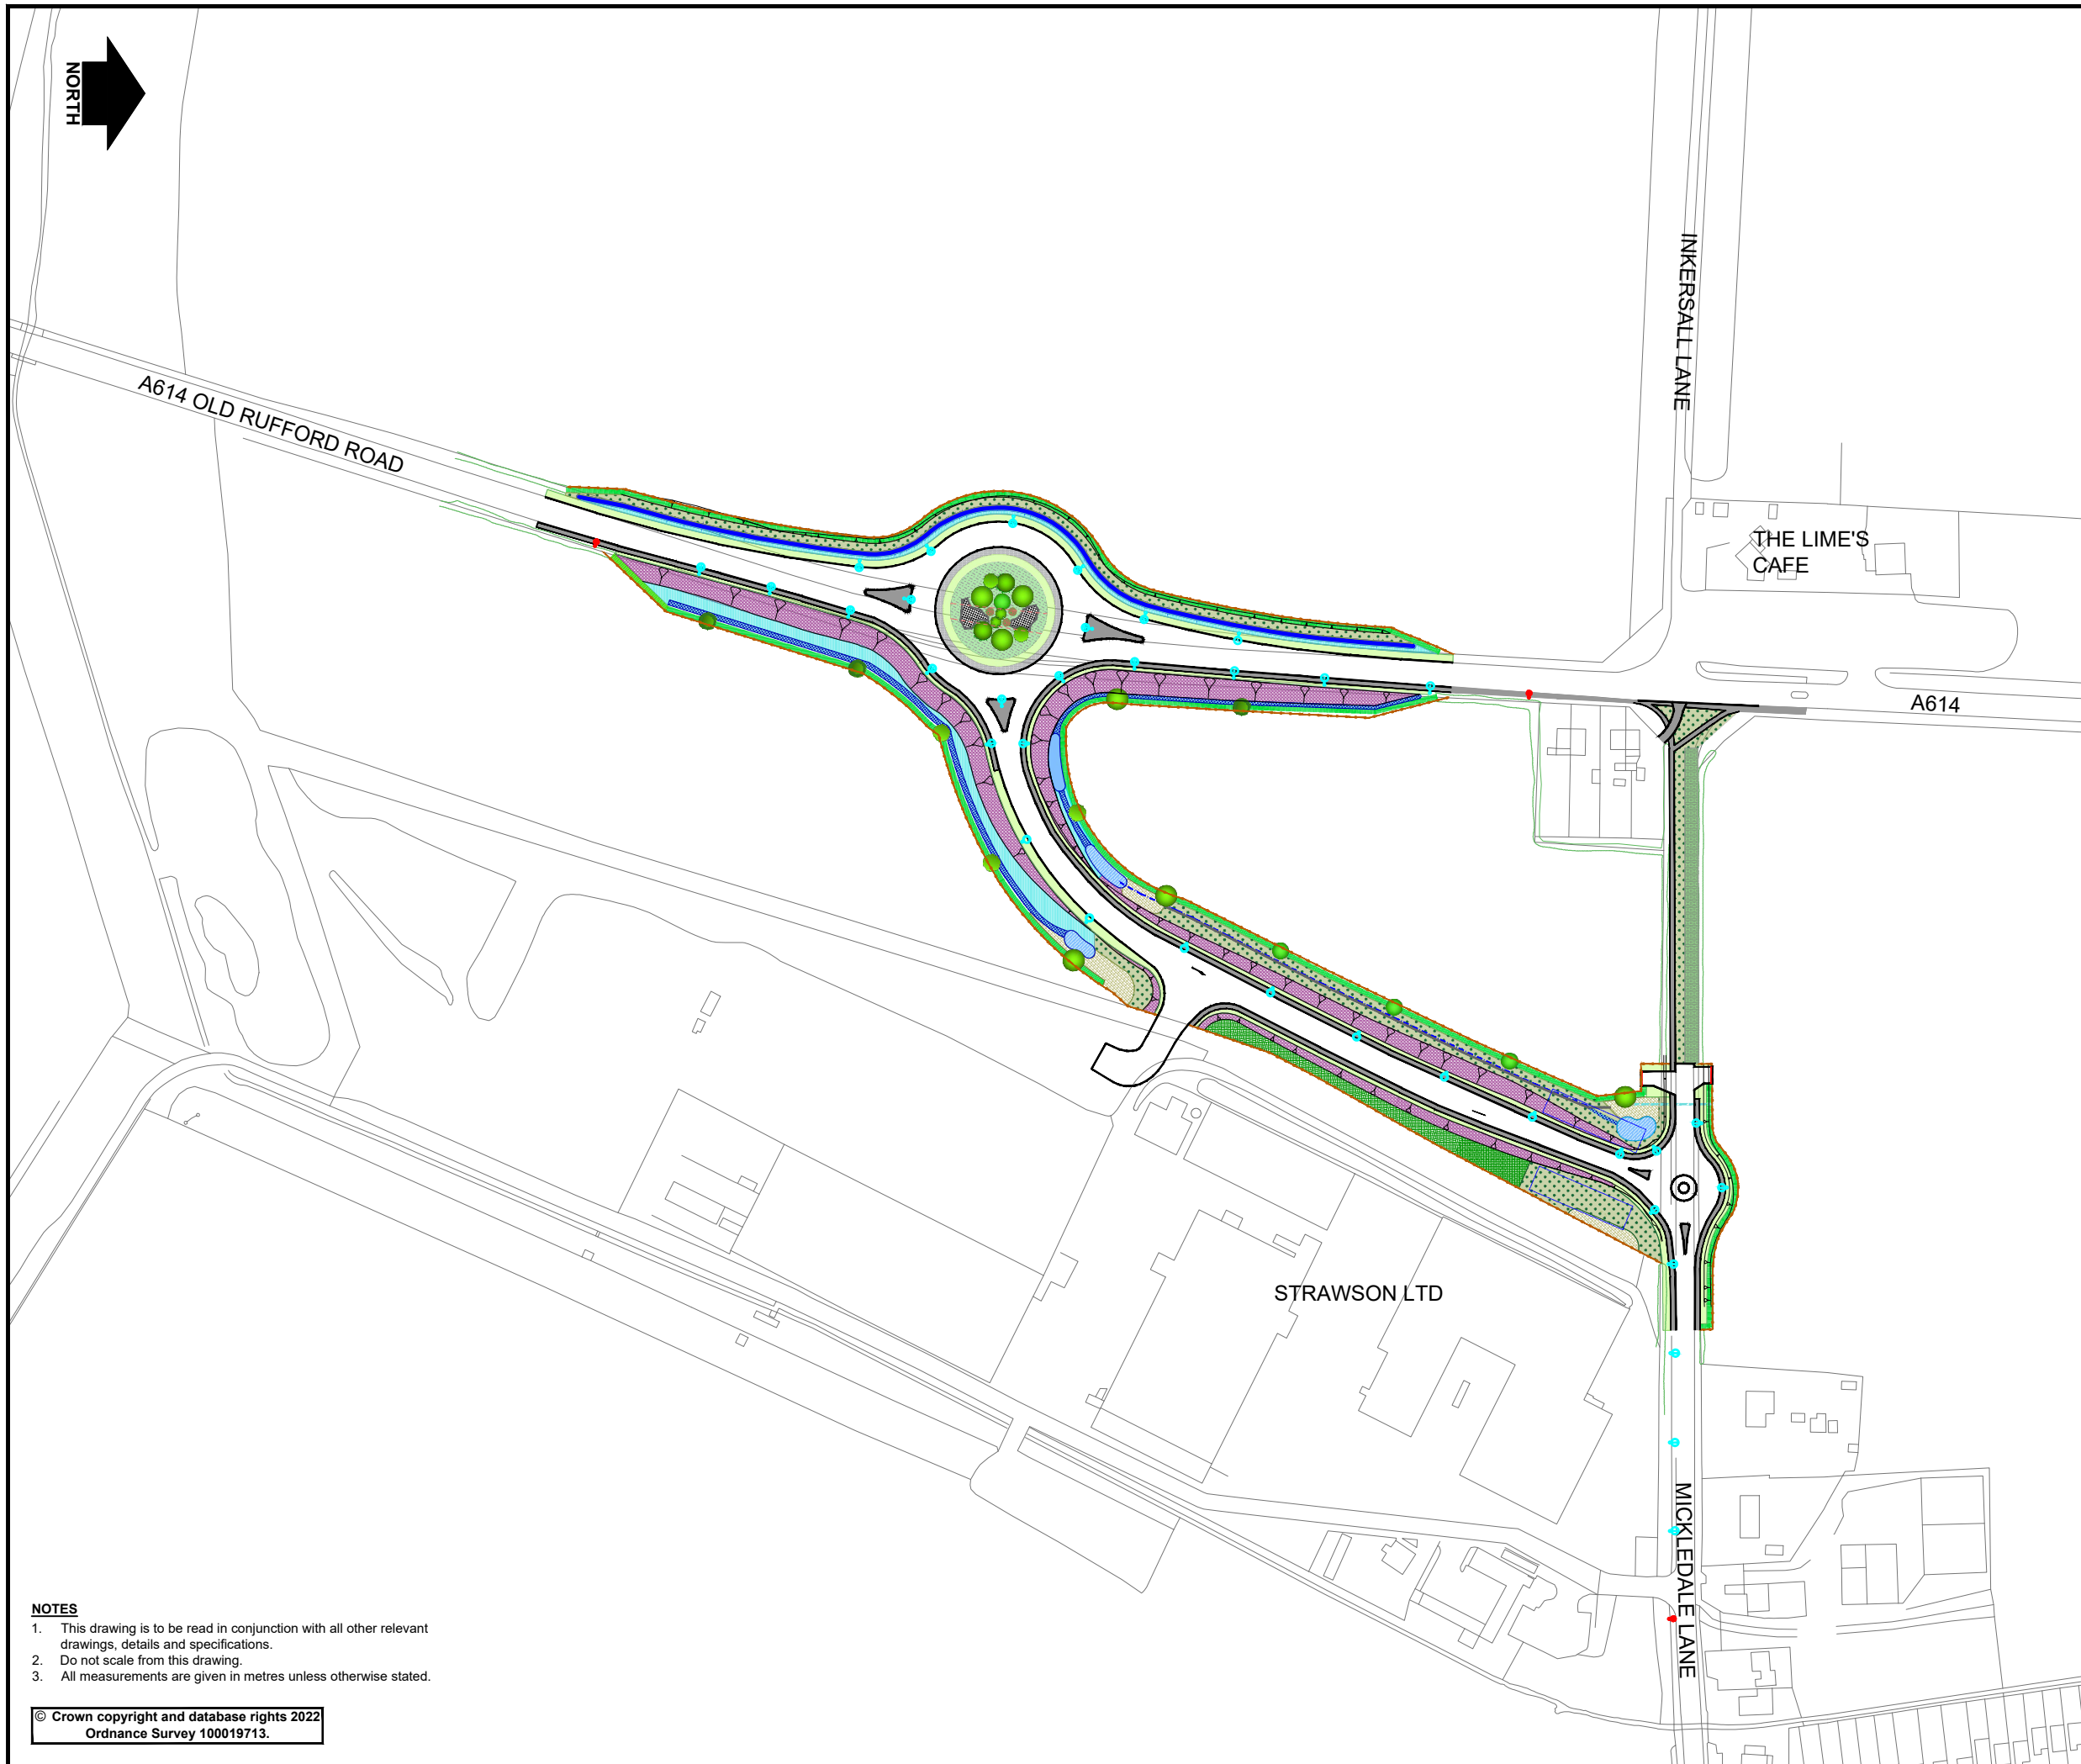 NORTH
INKERSALL LANE
A614 OLD RUFFORD ROAD
THE LIME'S
CAFE
A614
STRAWSON LTD
MICKLEDALE LANE
NOTES
1. This drawing is to be read in conjunction with all other relevant
drawings, details and specifications.
2. Do not scale from this drawing.
3. All measurements are given in metres unless otherwise stated.
© Crown copyright and database rights 2022
Ordnance Survey 100019713.